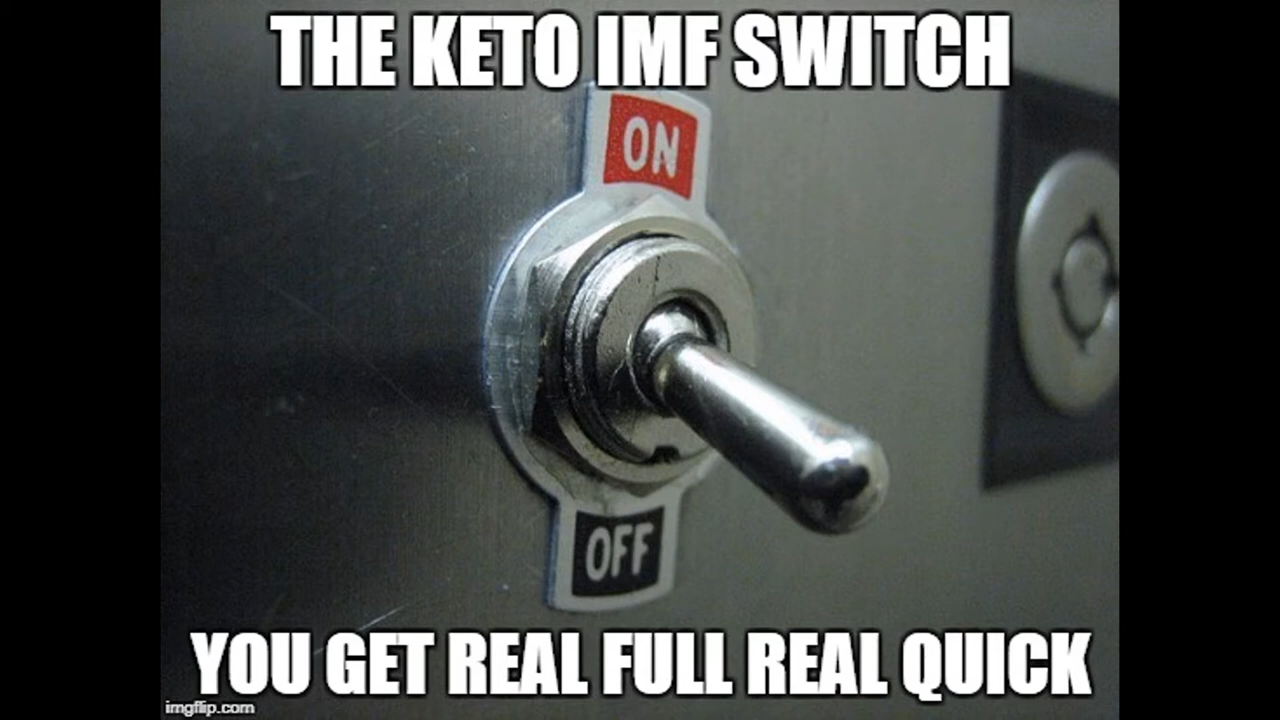 THE KETO IMF SWITCH
ON
OFF
YOU GET REAL FULL REAL QUICK
imgflip.com